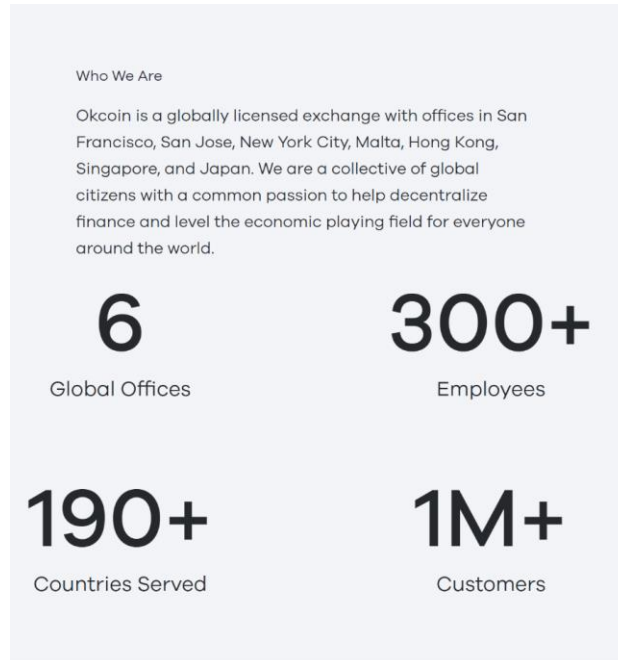 Who We Are
Okcoin is a globally licensed exchange with offices in San
Francisco, San Jose, New York City, Malta, Hong Kong,
Singapore, and Japan. We are a collective of global
citizens with a common passion to help decentralize
finance and level the economic playing field for everyone
around the world.
6
Global Offices
300+
Employees
190+
Countries Served
1M+
Customers